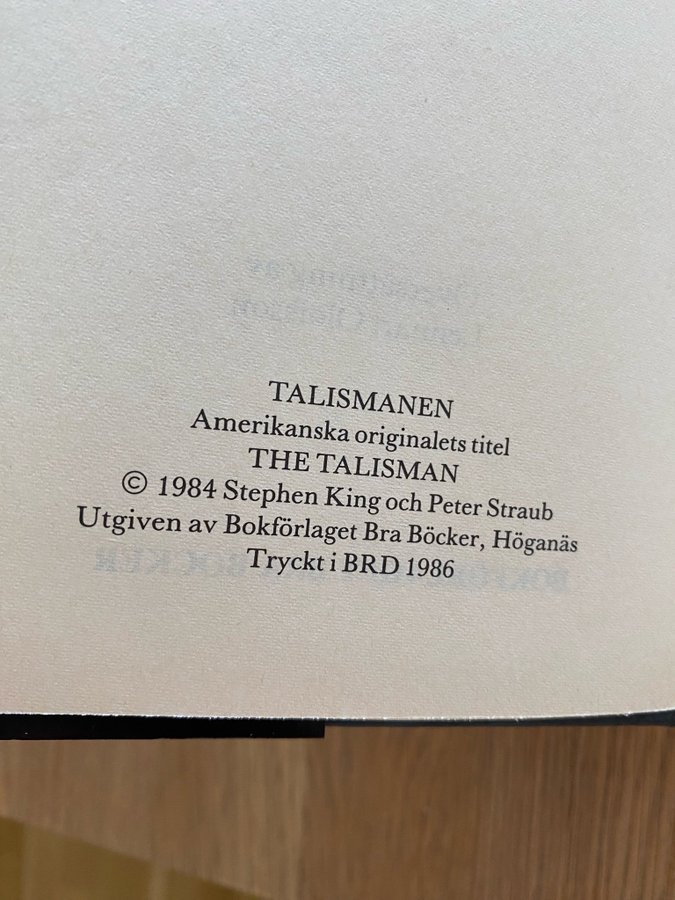 TALISMANEN
Amerikanska originalets titel
THE TALISMAN
© 1984 Stephen King och Peter Straub
Utgiven av Bokförlaget Bra Böcker, Höganäs
Tryckt i BRD 1986